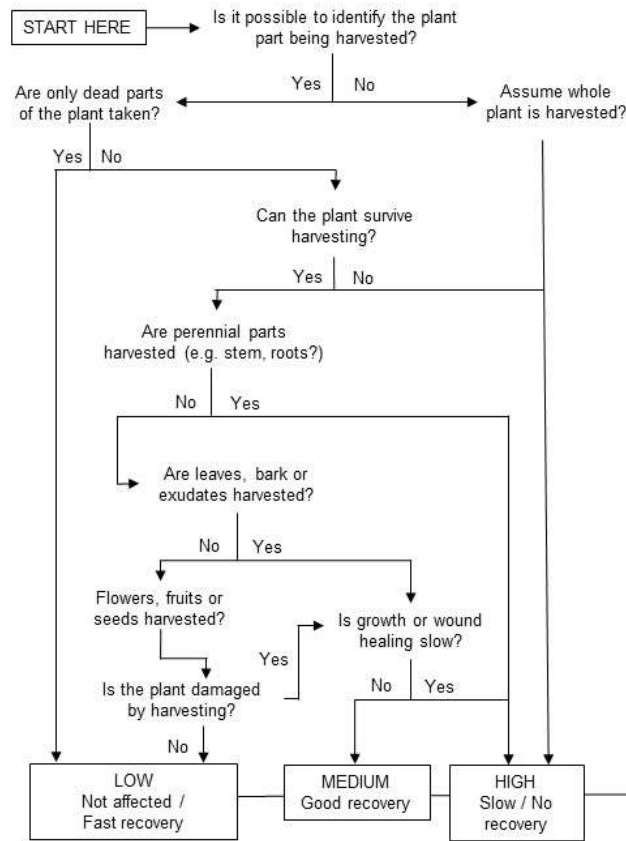 START HERE
Is it possible to identify the plant
part being harvested?
Yes
No
Are only dead parts
of the plant taken?
Assume whole
plant is harvested?
Yes
No
Can the plant survive
harvesting?
Yes
No
Are perennial parts
harvested (e.g. stem, roots?)
No
Yes
Are leaves, bark or
exudates harvested?
No
Yes
Flowers, fruits or
seeds harvested?
Is growth or wound
healing slow?
Yes
Is the plant damaged
by harvesting?
No
Yes
No
LOW
Not affected /
Fast recovery
MEDIUM
Good recovery
HIGH
Slow / No
recovery